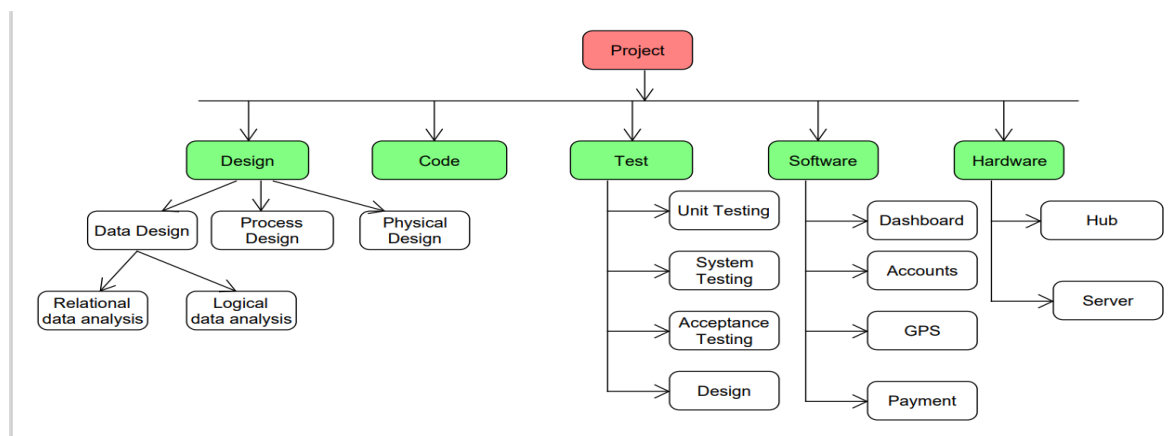 Project
Design
Code
Test
Software
Hardware
Data Design
Process
Design
Physical
Design
Relational
data analysis
Logical
data analysis
Unit Testing
System
Testing
Acceptance
Testing
Design
Dashboard
Accounts
GPS
Payment
Hub
Server